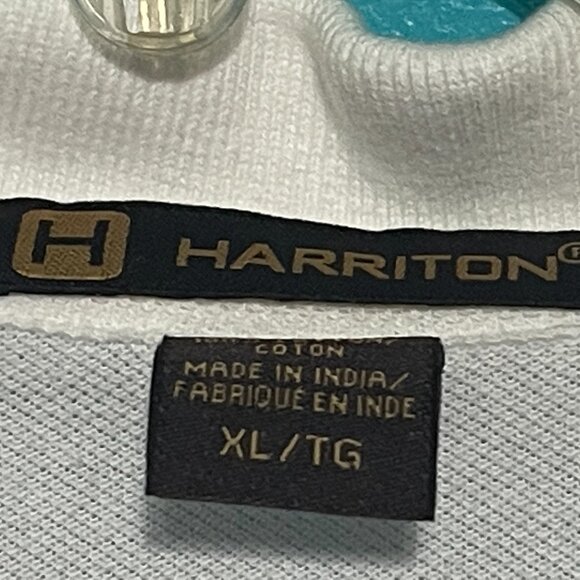 H HARRITON®
COTON
MADE IN INDIA/
FABRIQUÉ EN INDE
XL/TG